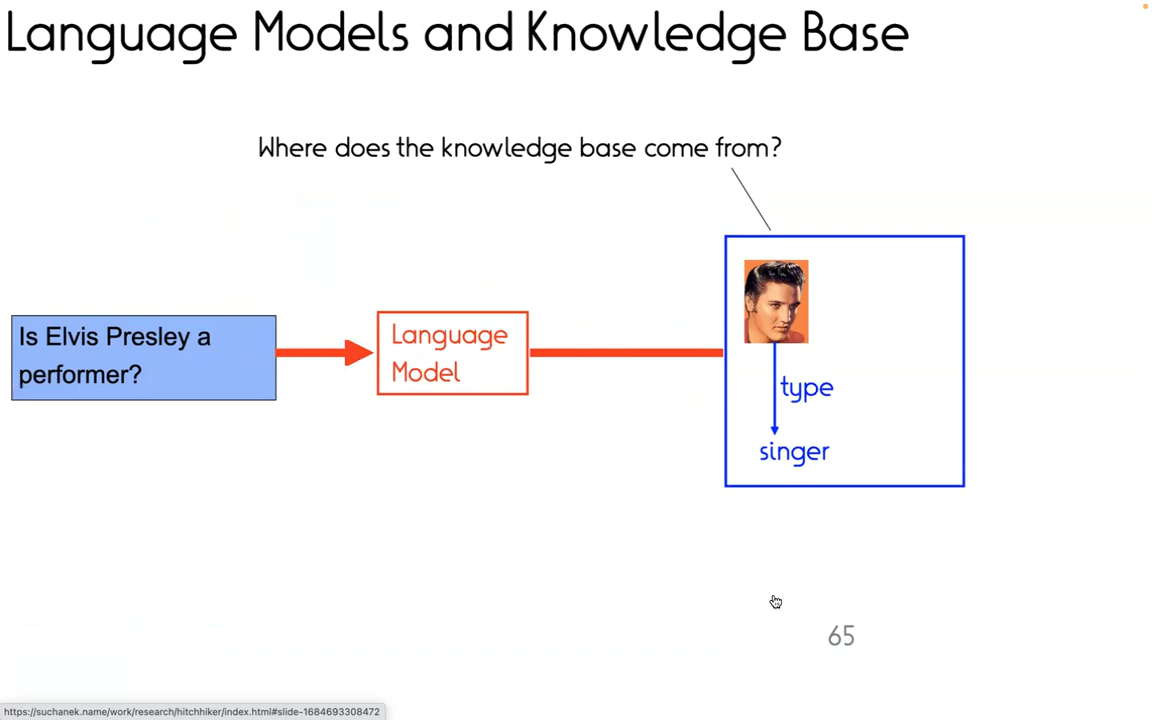 Language Models and Knowledge Base
Where does the knowledge base come from?
Is Elvis Presley a
performer?
Language
Model
type
singer
65
https://suchanek.name/work/research/hitchhiker/index.html#slide-1684693308472